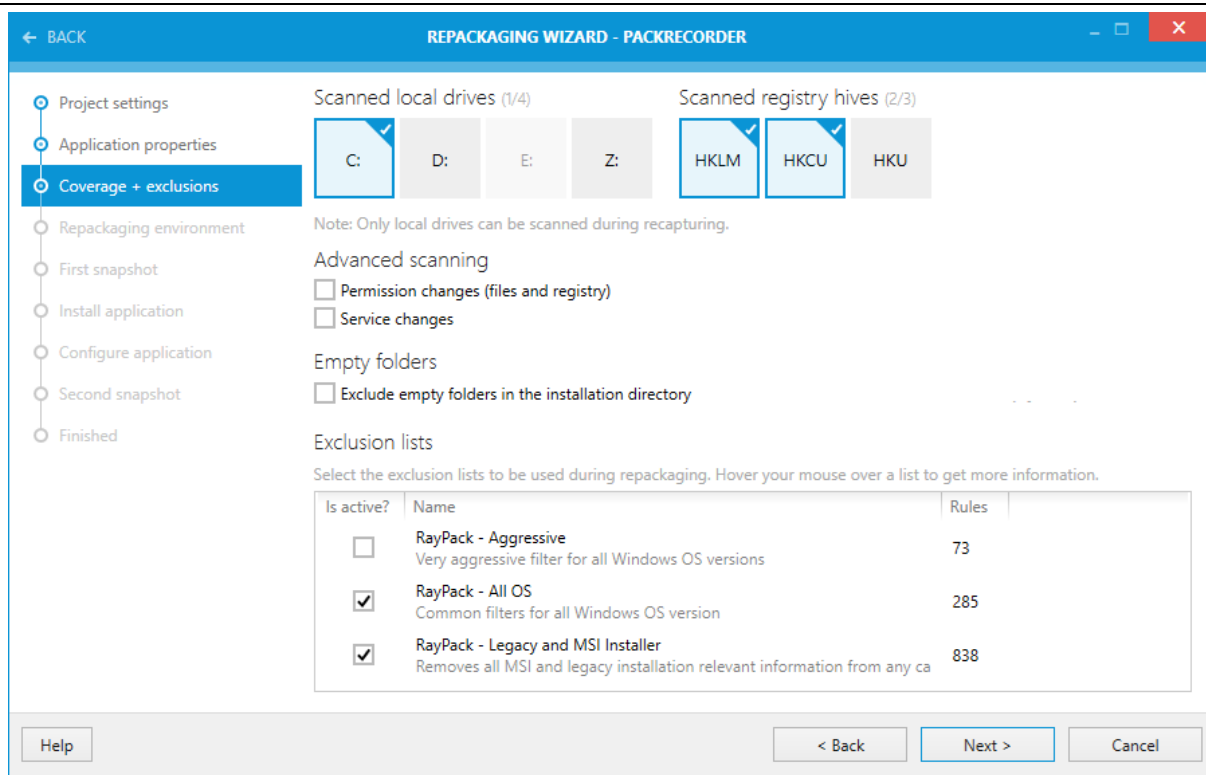 ← BACK
REPACKAGING WIZARD - PACKRECORDER
Project settings
Application properties
Coverage + exclusions
Repackaging environment
First snapshot
Install application
Configure application
Second snapshot
Finished
Scanned local drives (1/4)
C: D: E: Z:
Scanned registry hives (2/3)
HKLM HKCU HKU
Note: Only local drives can be scanned during recapturing.
Advanced scanning
Permission changes (files and registry)
Service changes
Empty folders
Exclude empty folders in the installation directory
Exclusion lists
Select the exclusion lists to be used during repackaging. Hover your mouse over a list to get more information.
Is active? Name Rules
RayPack - Aggressive
Very aggressive filter for all Windows OS versions
73
RayPack - All OS
Common filters for all Windows OS version
285
RayPack - Legacy and MSI Installer
Removes all MSI and legacy installation relevant information from any ca
838
Help
< Back
Next >
Cancel